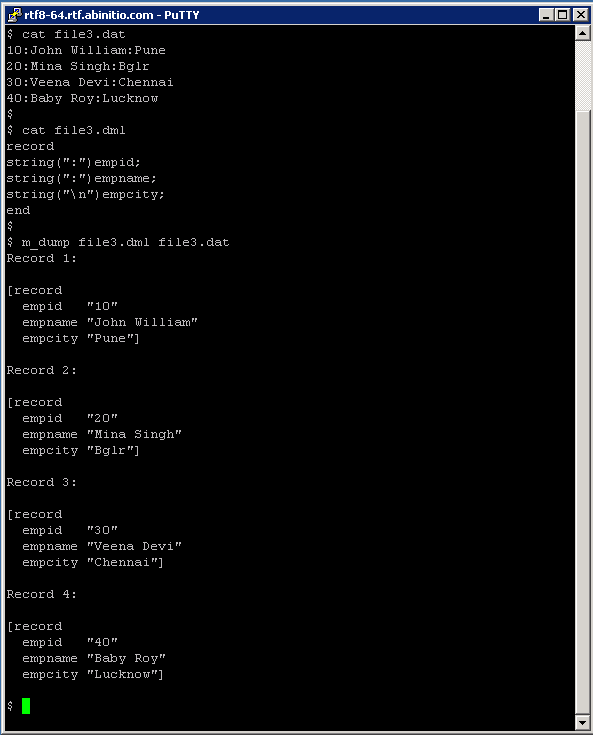 rtf8-64.rtf.abinitio.com - PuTTY
$ cat file3.dat
10:John William:Pune
20:Mina Singh:Bglr
30:Veena Devi:Chennai
40:Baby Roy:Lucknow
$
$ cat file3.dml
record
string(":")empid;
string(":")empname;
string("\n")empcity;
end
$
$ m_dump file3.dml file3.dat
Record 1:
[record
  empid   "10"
  empname "John William"
  empcity "Pune"]
Record 2:
[record
  empid   "20"
  empname "Mina Singh"
  empcity "Bglr"]
Record 3:
[record
  empid   "30"
  empname "Veena Devi"
  empcity "Chennai"]
Record 4:
[record
  empid   "40"
  empname "Baby Roy"
  empcity "Lucknow"]
$